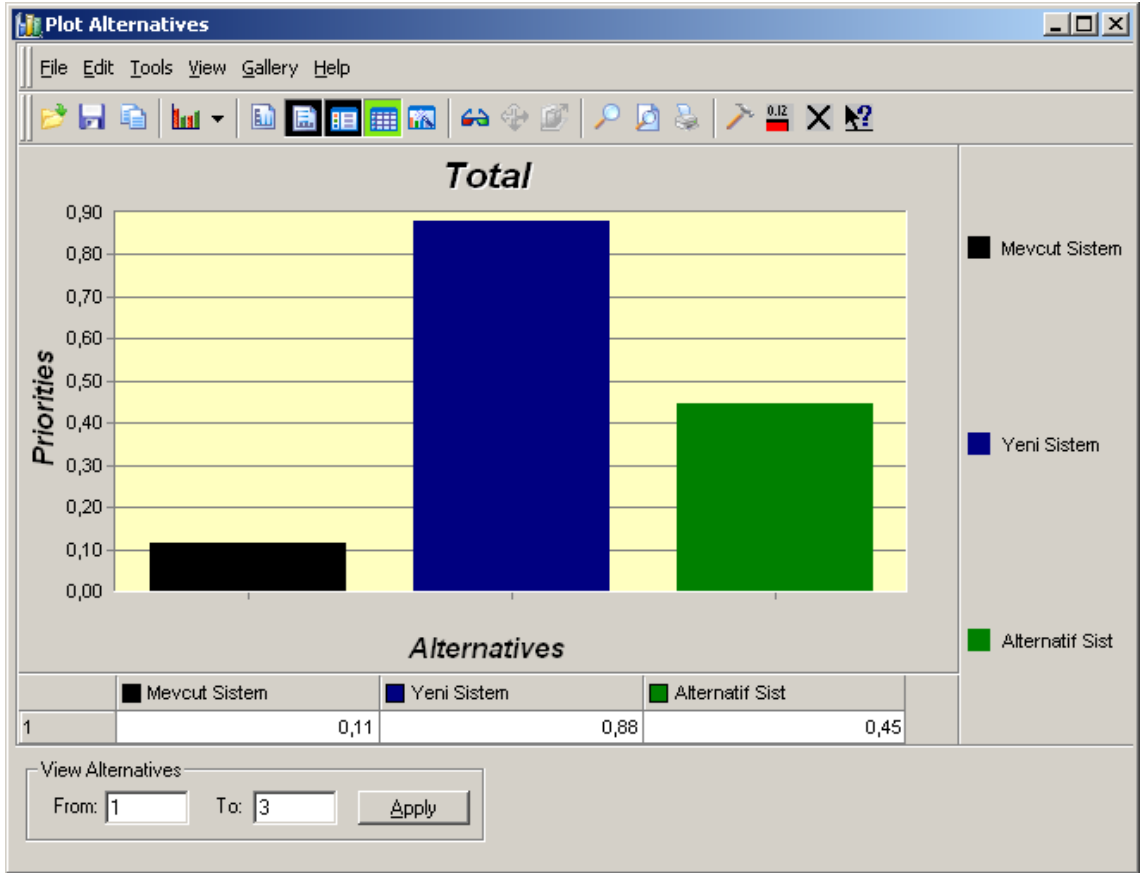 Plot Alternatives
File Edit Tools View Gallery Help
0.12
Total
0,90
0,80
0,70
0,60
0,50
0,40
0,30
0,20
0,10
0,00
Priorities
Alternatives
Mevcut Sistem
Yeni Sistem
Alternatif Sist
Mevcut Sistem Yeni Sistem Alternatif Sist
1 0,11 0,88 0,45
View Alternatives
From: 1 To: 3 Apply